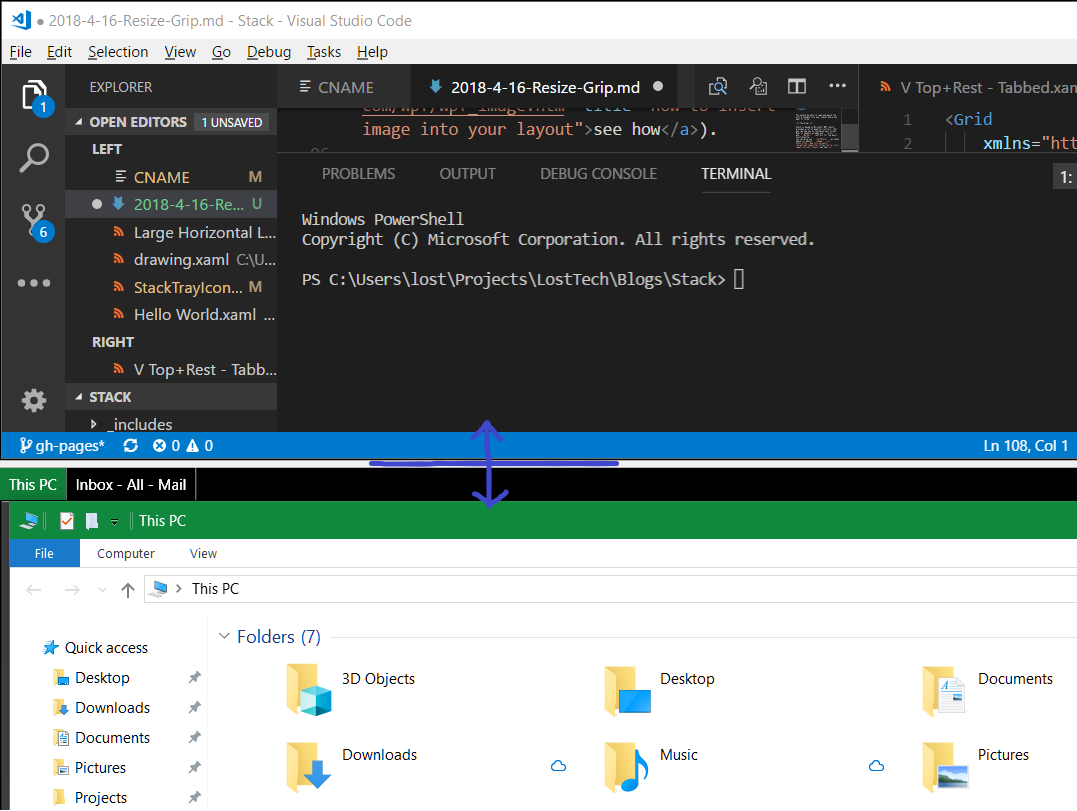 ● 2018-4-16-Resize-Grip.md - Stack - Visual Studio Code
File Edit Selection View Go Debug Tasks Help
1
EXPLORER
OPEN EDITORS 1 UNSAVED
LEFT
CNAME M
2018-4-16-Re... U
Large Horizontal L...
drawing.xaml C:\U...
StackTrayIcon... M
Hello World.xaml ...
RIGHT
V Top+Rest - Tabb...
STACK
_includes
6
CNAME 2018-4-16-Resize-Grip.md ● ...
V Top+Rest - Tabbed.xam
image into your layout">see how</a>).
1 <Grid
2 xmlns="htt
PROBLEMS OUTPUT DEBUG CONSOLE TERMINAL 1:
Windows PowerShell
Copyright (C) Microsoft Corporation. All rights reserved.
PS C:\Users\lost\Projects\LostTech\Blogs\Stack>
gh-pages* 0 0 Ln 108, Col 1
This PC Inbox - All - Mail
This PC
File Computer View
This PC
Quick access
Desktop
Downloads
Documents
Pictures
Projects
Folders (7)
3D Objects Desktop Documents
Downloads Music Pictures